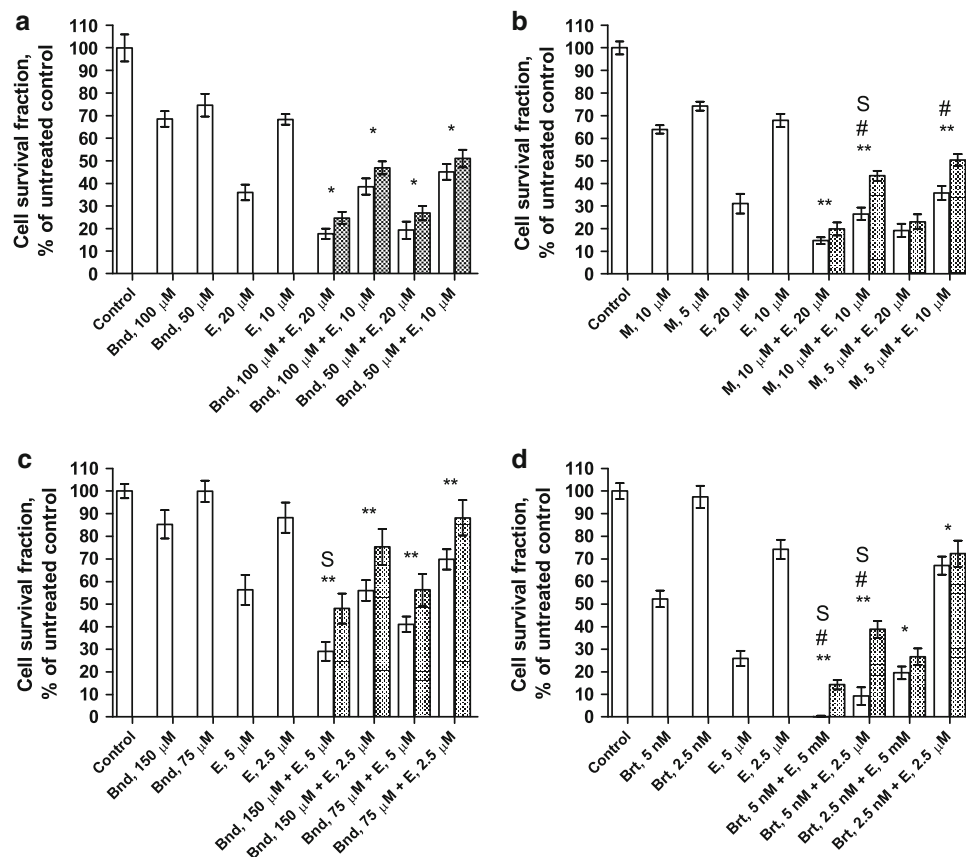 a
Cell survival fraction,
% of untreated control
110
100
90
80
70
60
50
40
30
20
10
0
*
*
*
*
Control
Bnd, 100 µM
Bnd, 50 µM
E, 20 µM
E, 10 µM
Bnd, 100 µM + E, 20 µM
Bnd, 100 µM + E, 10 µM
Bnd, 50 µM + E, 20 µM
Bnd, 50 µM + E, 10 µM
b
Cell survival fraction,
% of untreated control
110
100
90
80
70
60
50
40
30
20
10
0
**
S
#
**
#
**
Control
M, 10 µM
M, 5 µM
E, 20 µM
E, 10 µM
M, 10 µM + E, 20 µM
M, 10 µM + E, 10 µM
M, 5 µM + E, 20 µM
M, 5 µM + E, 10 µM
c
Cell survival fraction,
% of untreated control
110
100
90
80
70
60
50
40
30
20
10
0
S
**
**
**
**
Control
Bnd, 150 µM
Bnd, 75 µM
E, 5 µM
E, 2.5 µM
Bnd, 150 µM + E, 5 µM
Bnd, 150 µM + E, 2.5 µM
Bnd, 75 µM + E, 5 µM
Bnd, 75 µM + E, 2.5 µM
d
Cell survival fraction,
% of untreated control
110
100
90
80
70
60
50
40
30
20
10
0
S
#
**
S
#
**
*
*
Control
Brt, 5 nM
Brt, 2.5 nM
E, 5 µM
E, 2.5 µM
Brt, 5 nM + E, 5 mM
Brt, 5 nM + E, 2.5 µM
Brt, 2.5 nM + E, 5 mM
Brt, 2.5 nM + E, 2.5 µM